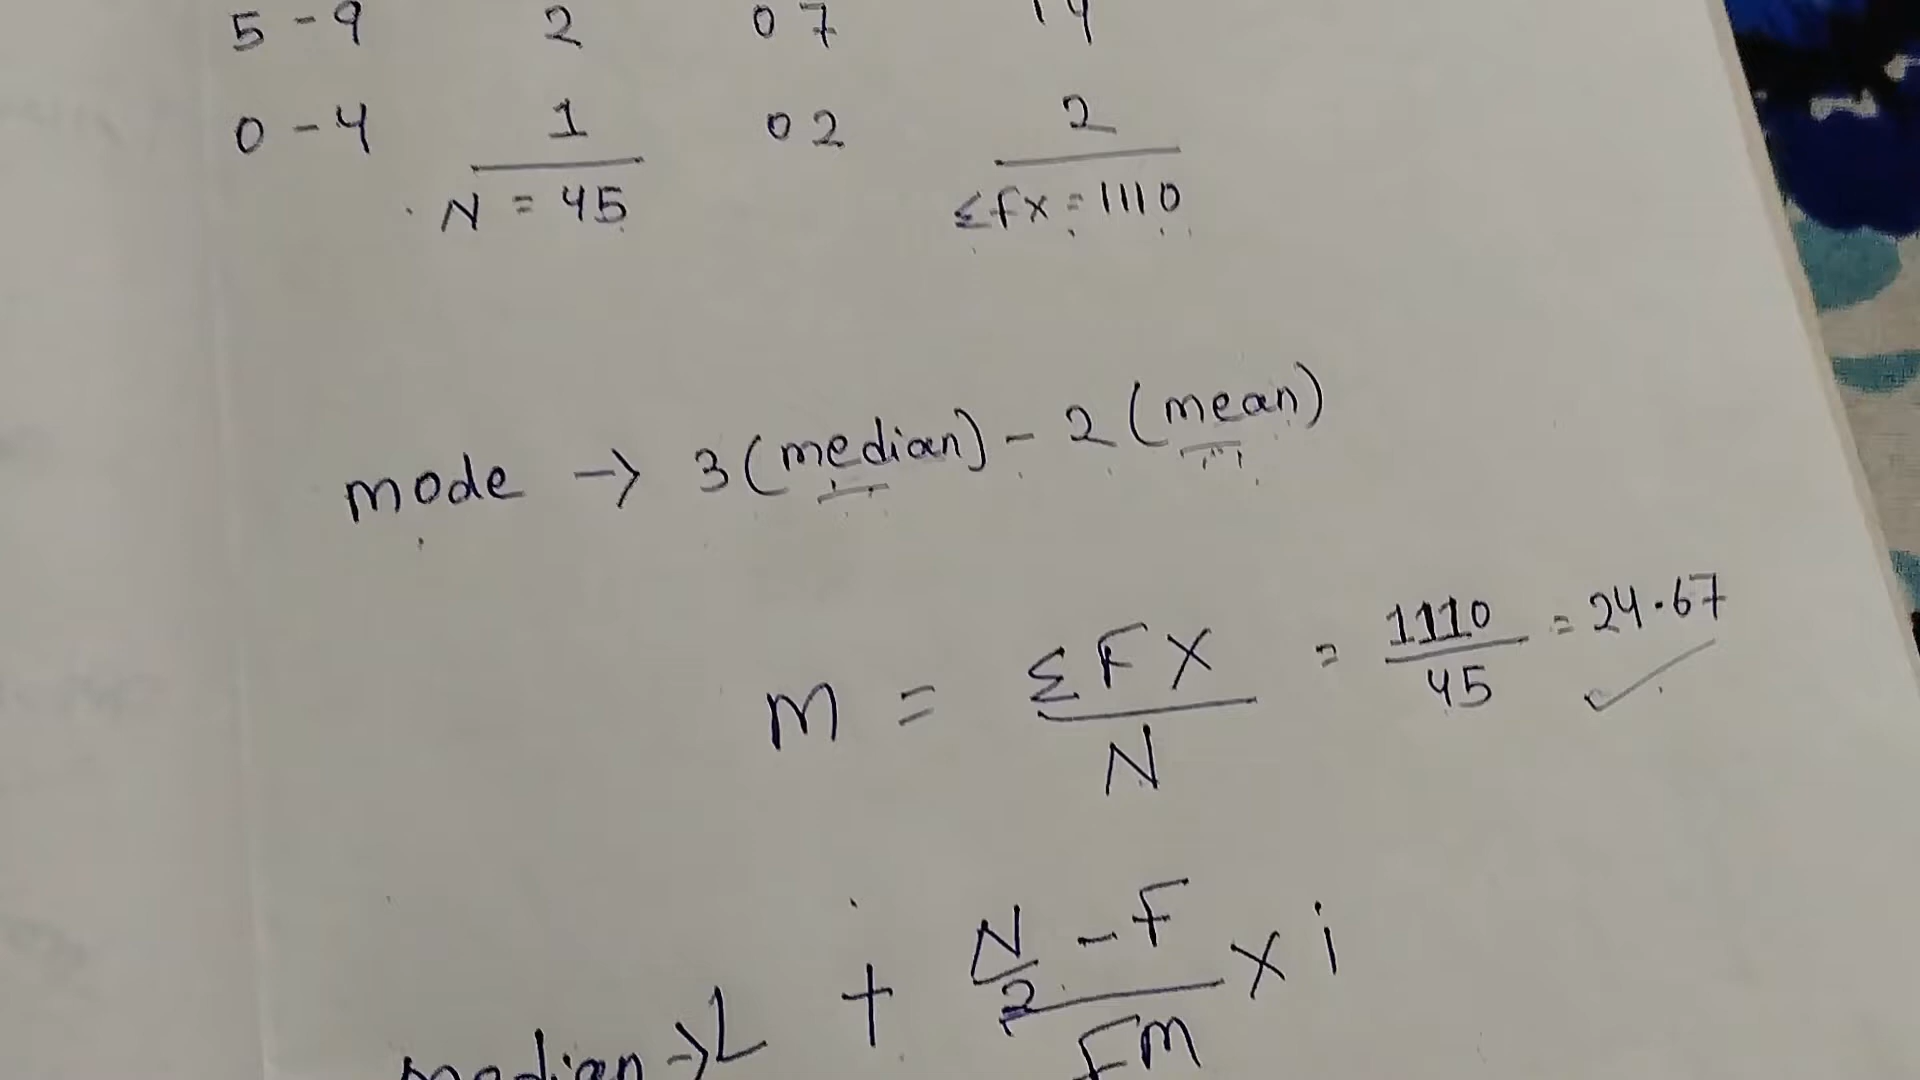 5 - 9 2 07 14
0 - 4 1 02 2
N = 45 ΣfX = 1110
mode → 3 (median) - 2 (mean)
M = ΣFX / N = 1110 / 45 = 24.67 ✓
median → L + (N/2 - F) / FM × i